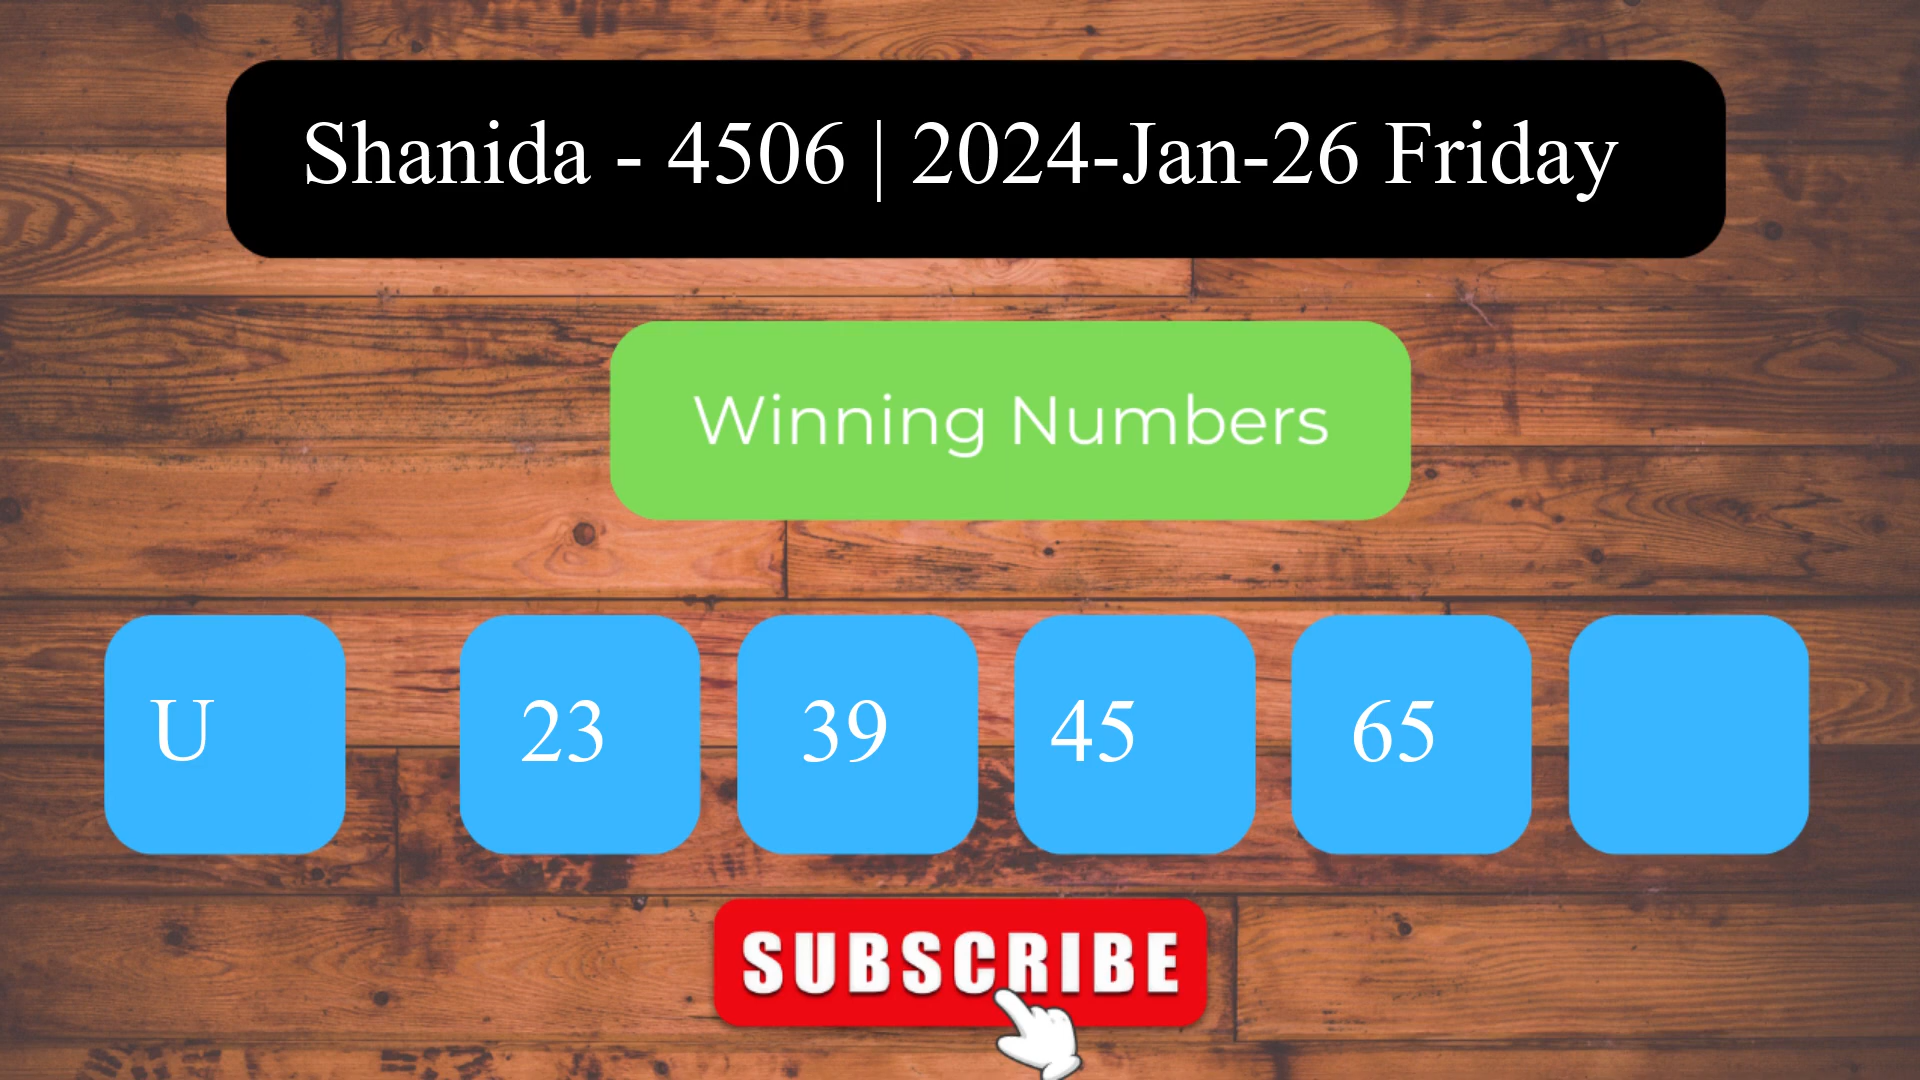 Shanida - 4506 | 2024-Jan-26 Friday
Winning Numbers
U 23 39 45 65
SUBSCRIBE